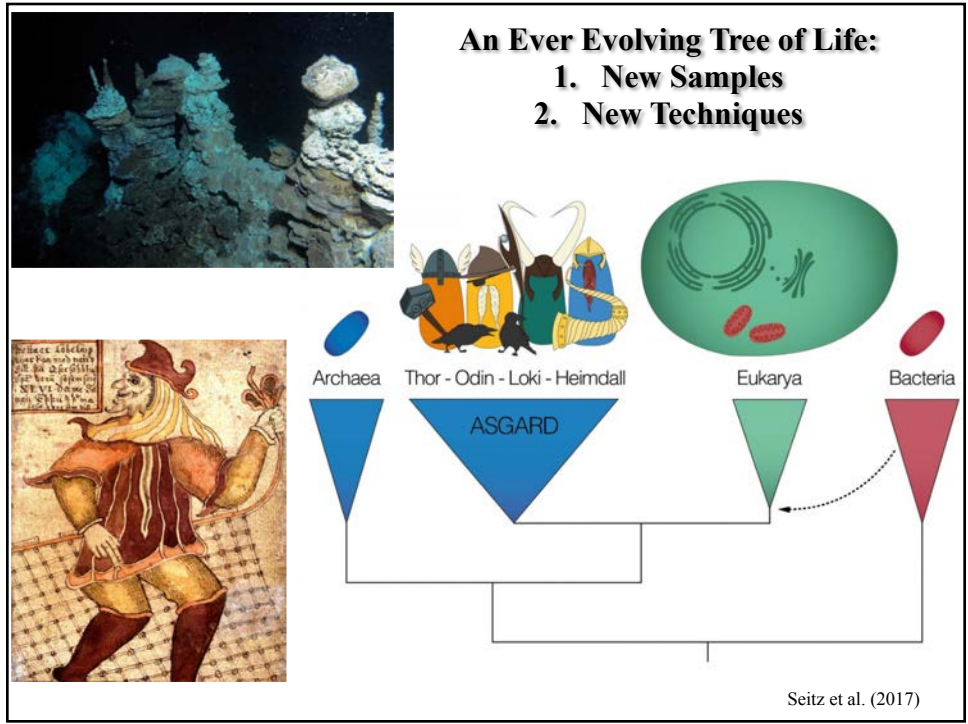 An Ever Evolving Tree of Life:
1. New Samples
2. New Techniques
Archaea
Thor - Odin - Loki - Heimdall
Eukarya
Bacteria
ASGARD
Seitz et al. (2017)